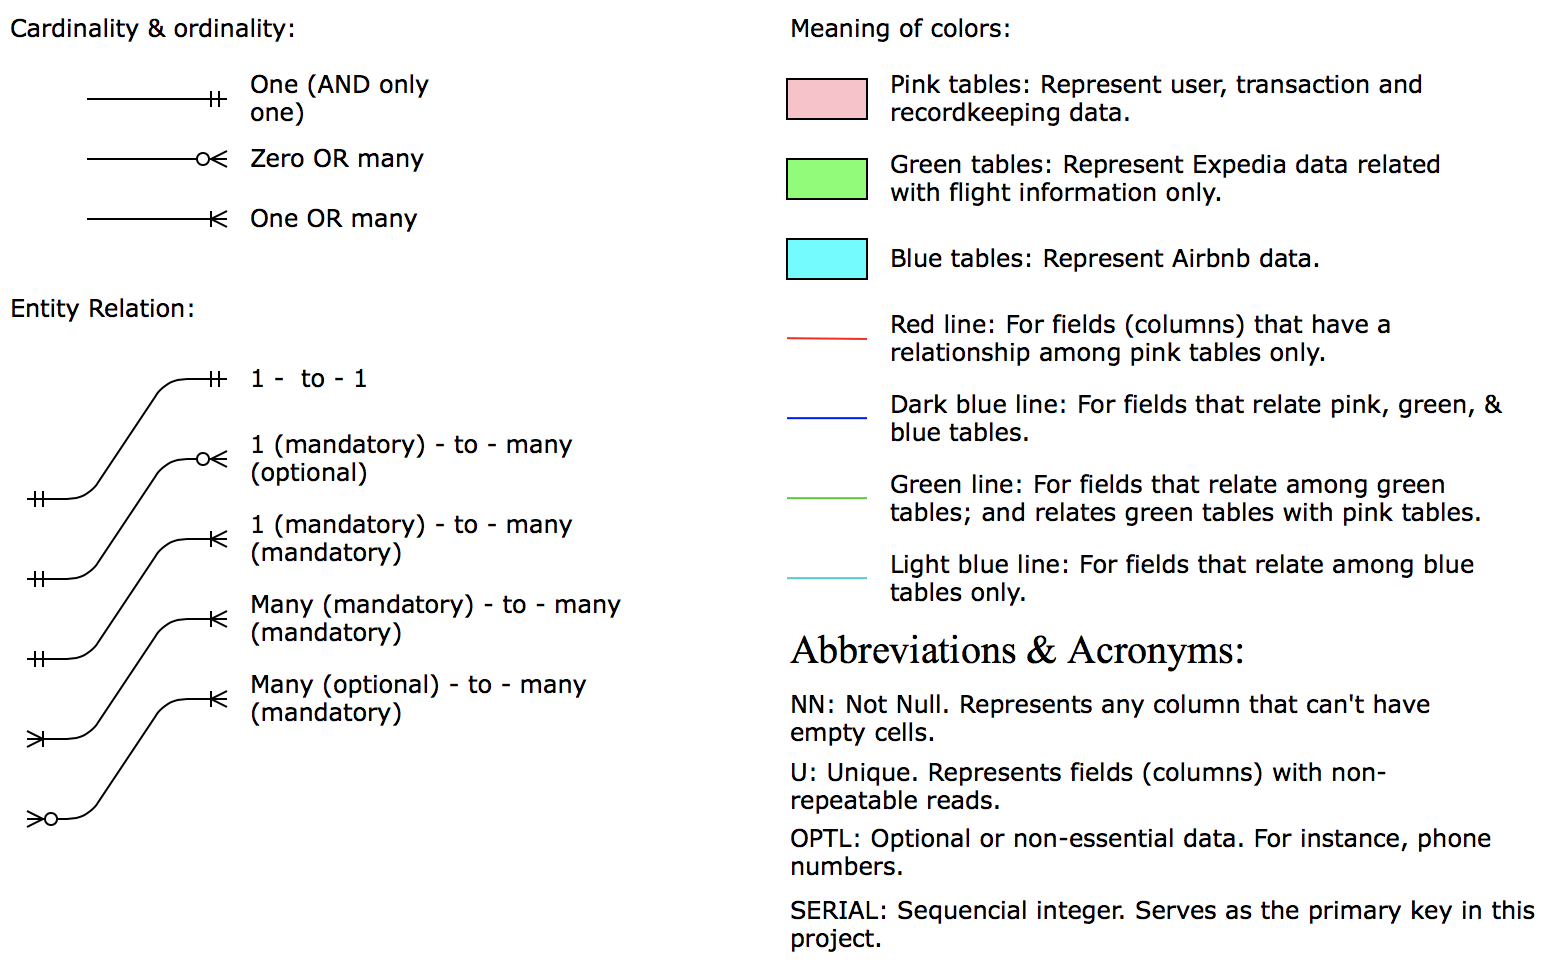 Cardinality & ordinality:
One (AND only
one)
Zero OR many
One OR many
Entity Relation:
1 -  to - 1
1 (mandatory) - to - many
(optional)
1 (mandatory) - to - many
(mandatory)
Many (mandatory) - to - many
(mandatory)
Many (optional) - to - many
(mandatory)
Meaning of colors:
Pink tables: Represent user, transaction and
recordkeeping data.
Green tables: Represent Expedia data related
with flight information only.
Blue tables: Represent Airbnb data.
Red line: For fields (columns) that have a
relationship among pink tables only.
Dark blue line: For fields that relate pink, green, &
blue tables.
Green line: For fields that relate among green
tables; and relates green tables with pink tables.
Light blue line: For fields that relate among blue
tables only.
Abbreviations & Acronyms:
NN: Not Null. Represents any column that can't have
empty cells.
U: Unique. Represents fields (columns) with non-
repeatable reads.
OPTL: Optional or non-essential data. For instance, phone
numbers.
SERIAL: Sequencial integer. Serves as the primary key in this
project.